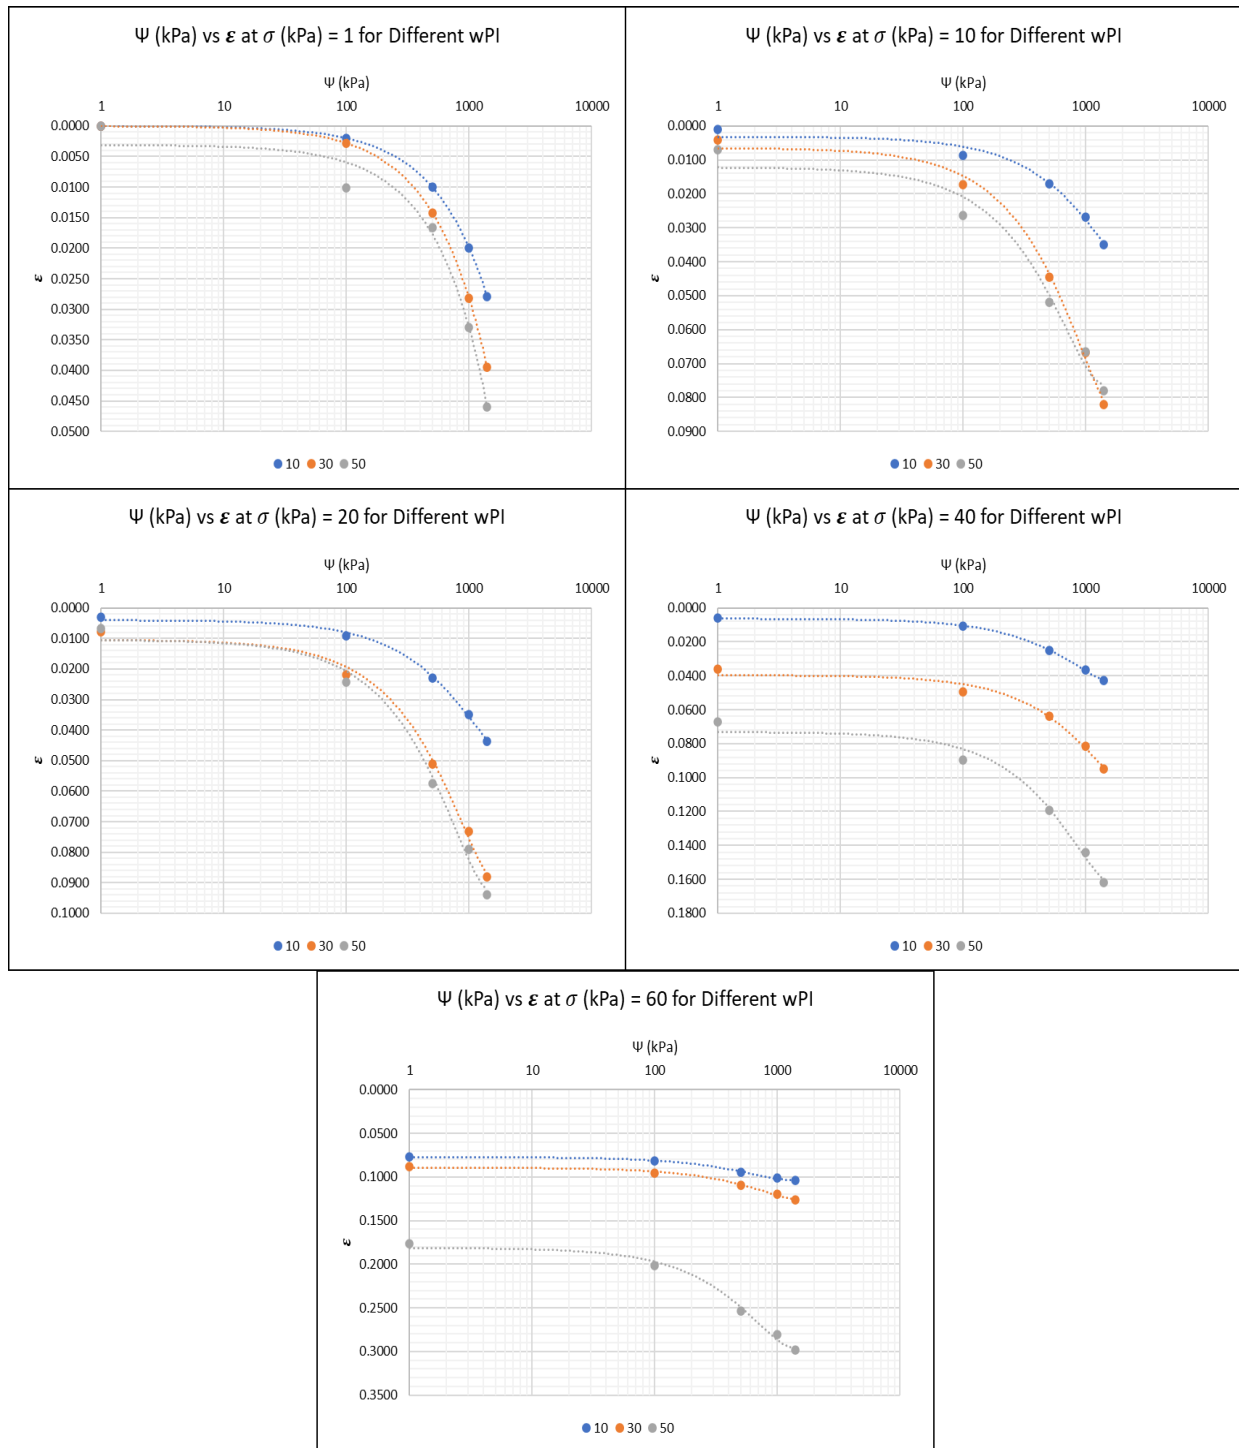 Ψ (kPa) vs ε at σ (kPa) = 1 for Different wPI
Ψ (kPa)
1 10 100 1000 10000
0.0000
0.0050
0.0100
0.0150
0.0200
0.0250
0.0300
0.0350
0.0400
0.0450
0.0500
ε
10 30 50
Ψ (kPa) vs ε at σ (kPa) = 10 for Different wPI
Ψ (kPa)
1 10 100 1000 10000
0.0000
0.0100
0.0200
0.0300
0.0400
0.0500
0.0600
0.0700
0.0800
0.0900
ε
10 30 50
Ψ (kPa) vs ε at σ (kPa) = 20 for Different wPI
Ψ (kPa)
1 10 100 1000 10000
0.0000
0.0100
0.0200
0.0300
0.0400
0.0500
0.0600
0.0700
0.0800
0.0900
0.1000
ε
10 30 50
Ψ (kPa) vs ε at σ (kPa) = 40 for Different wPI
Ψ (kPa)
1 10 100 1000 10000
0.0000
0.0200
0.0400
0.0600
0.0800
0.1000
0.1200
0.1400
0.1600
0.1800
ε
10 30 50
Ψ (kPa) vs ε at σ (kPa) = 60 for Different wPI
Ψ (kPa)
1 10 100 1000 10000
0.0000
0.0500
0.1000
0.1500
0.2000
0.2500
0.3000
0.3500
ε
10 30 50